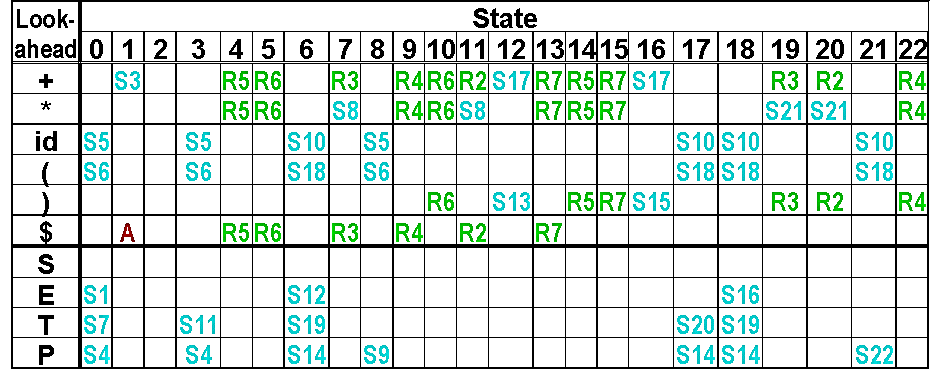 Look- State
ahead 0 1 2 3 4 5 6 7 8 9 10 11 12 13 14 15 16 17 18 19 20 21 22
+ S3 R5 R6 R3 R4 R6 R2 S17 R7 R5 R7 S17 R3 R2 R4
* R5 R6 S8 R4 R6 S8 R7 R5 R7 S21 S21 R4
id S5 S5 S10 S5 S10 S10 S10
( S6 S6 S18 S6 S18 S18 S18
) R6 S13 R5 R7 S15 R3 R2 R4
$ A R5 R6 R3 R4 R2 R7
S
E S1 S12 S16
T S7 S11 S19 S20 S19
P S4 S4 S14 S9 S14 S14 S22